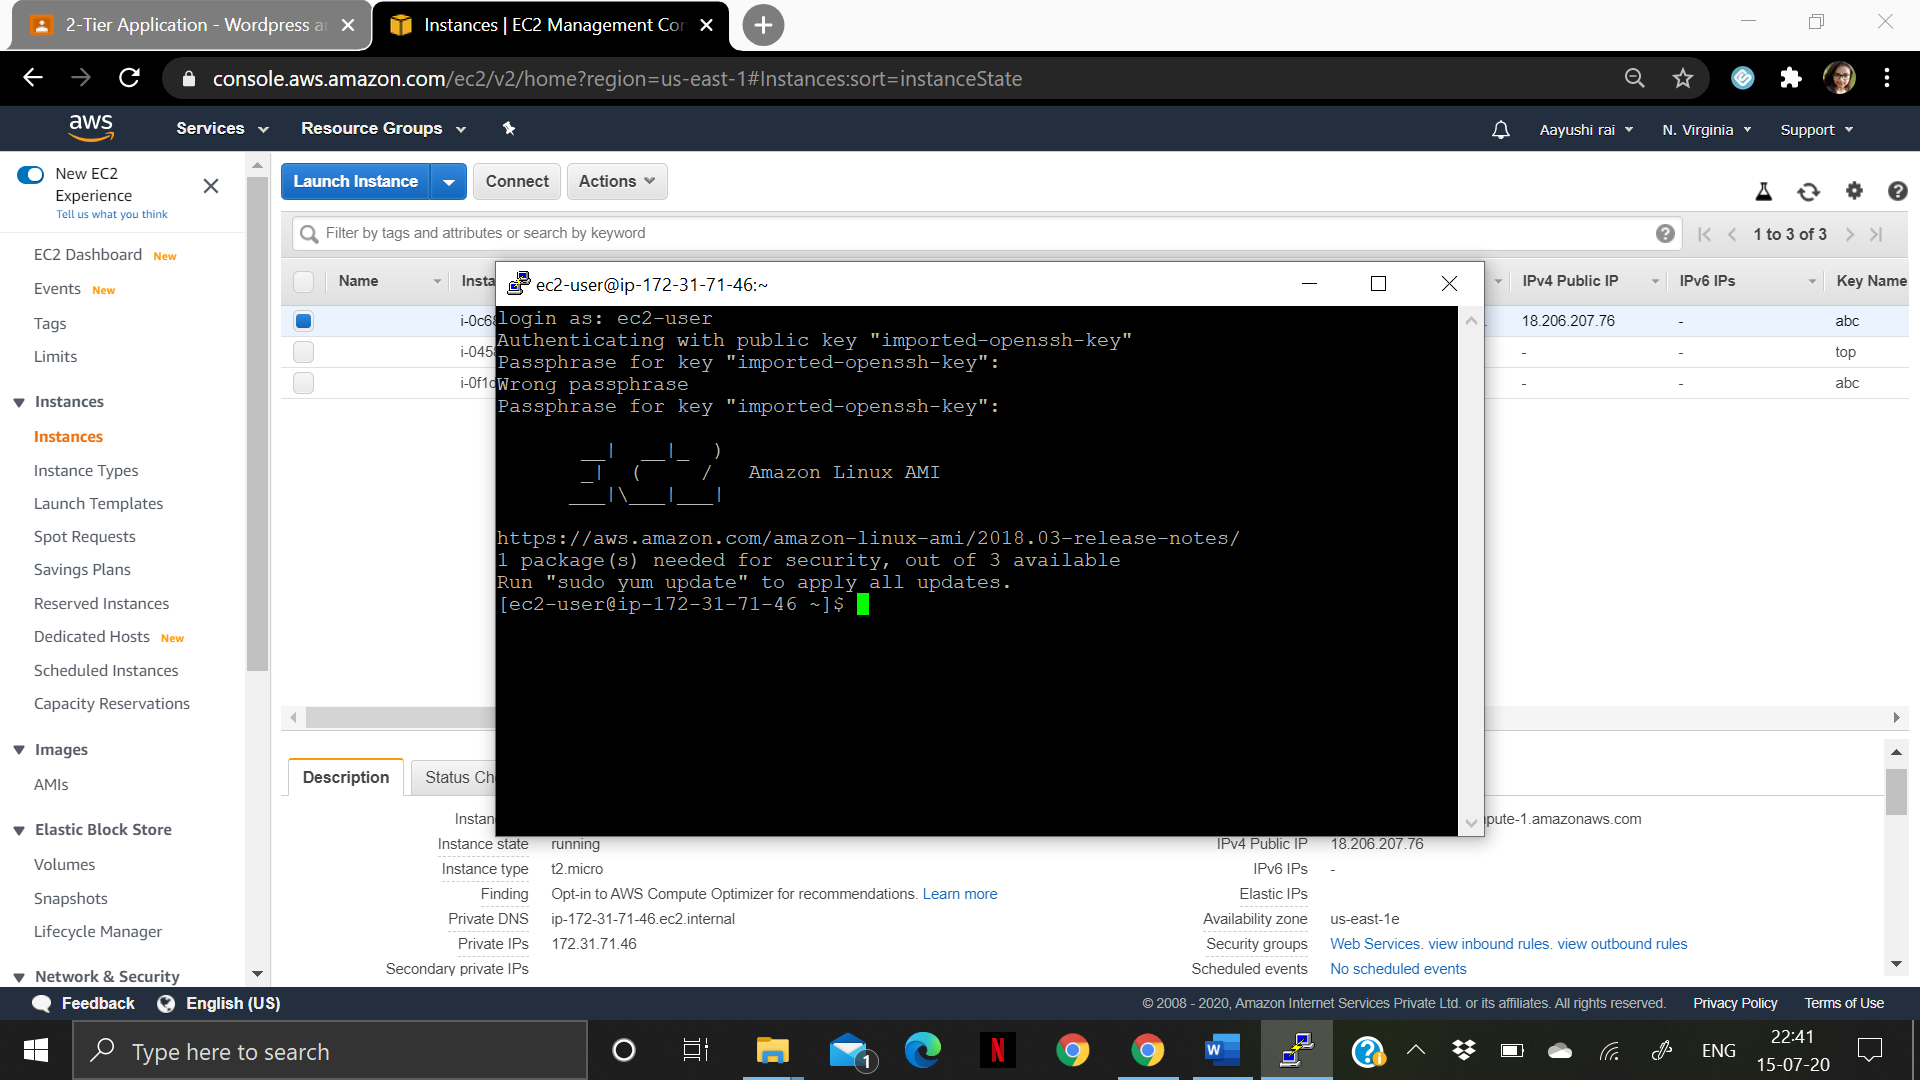 2-Tier Application - Wordpress a
Instances | EC2 Management Con
console.aws.amazon.com/ec2/v2/home?region=us-east-1#Instances:sort=instanceState
aws Services Resource Groups Aayushi rai N. Virginia Support
New EC2
Experience
Tell us what you think
EC2 Dashboard New
Events New
Tags
Limits
Instances
Instances
Instance Types
Launch Templates
Spot Requests
Savings Plans
Reserved Instances
Dedicated Hosts New
Scheduled Instances
Capacity Reservations
Images
AMIs
Elastic Block Store
Volumes
Snapshots
Lifecycle Manager
Network & Security
Launch Instance Connect Actions
Filter by tags and attributes or search by keyword
1 to 3 of 3
Name Insta IPv4 Public IP IPv6 IPs Key Name
i-0c68 18.206.207.76 - abc
i-045 - - top
i-0f1c - - abc
ec2-user@ip-172-31-71-46:~
login as: ec2-user
Authenticating with public key "imported-openssh-key"
Passphrase for key "imported-openssh-key":
Wrong passphrase
Passphrase for key "imported-openssh-key":
__|  __|_  )
_|  (     /   Amazon Linux AMI
___|\___|___|
https://aws.amazon.com/amazon-linux-ami/2018.03-release-notes/
1 package(s) needed for security, out of 3 available
Run "sudo yum update" to apply all updates.
[ec2-user@ip-172-31-71-46 ~]$
Description Status Ch
Instan pute-1.amazonaws.com
Instance state running IPv4 Public IP 18.206.207.76
Instance type t2.micro IPv6 IPs -
Finding Opt-in to AWS Compute Optimizer for recommendations. Learn more Elastic IPs
Private DNS ip-172-31-71-46.ec2.internal Availability zone us-east-1e
Private IPs 172.31.71.46 Security groups Web Services. view inbound rules. view outbound rules
Secondary private IPs Scheduled events No scheduled events
Feedback English (US) © 2008 - 2020, Amazon Internet Services Private Ltd. or its affiliates. All rights reserved. Privacy Policy Terms of Use
Type here to search
N
1
W
ENG
22:41
15-07-20